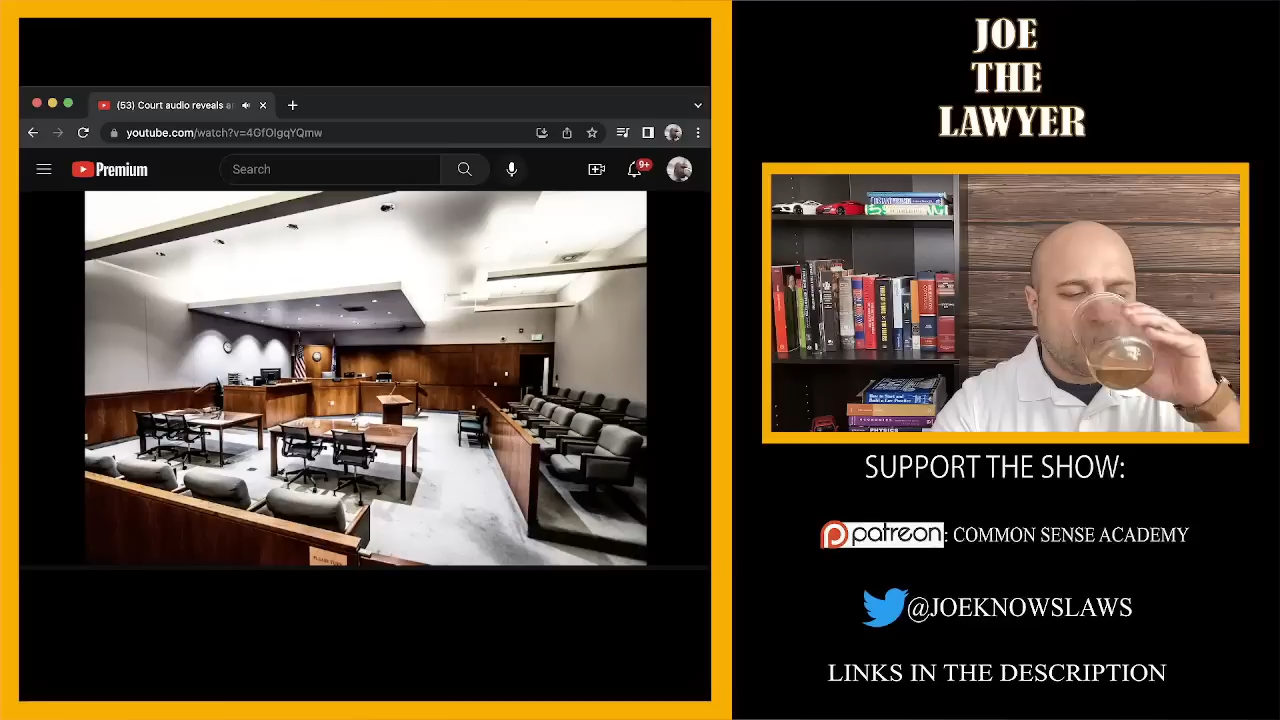 (53) Court audio reveals a
youtube.com/watch?v=4GfOlgqYQmw
Premium
Search
9+
JOE
THE
LAWYER
PHYSICS
SUPPORT THE SHOW:
patreon: COMMON SENSE ACADEMY
@JOEKNOWSLAWS
LINKS IN THE DESCRIPTION